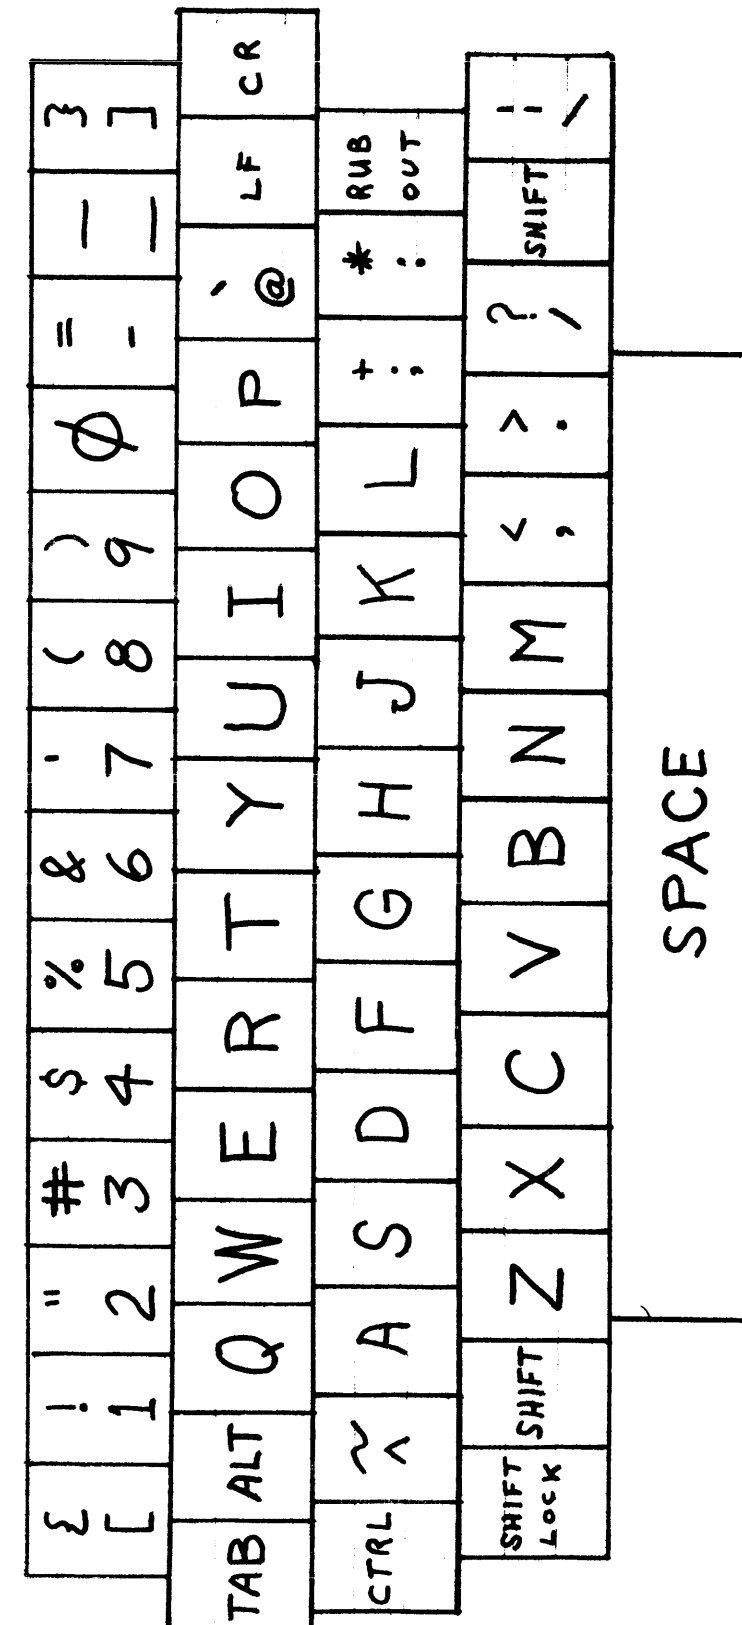 { ! " # $ % & ' ( ) Ø = — }
[ 1 2 3 4 5 6 7 8 9 - _ ]
TAB ALT Q W E R T Y U I O P ´ @ LF CR
CTRL ~ ^ A S D F G H J K L + ; * : RUB OUT
SHIFT LOCK SHIFT Z X C V B N M < , > . ? / SHIFT ¦ \
SPACE